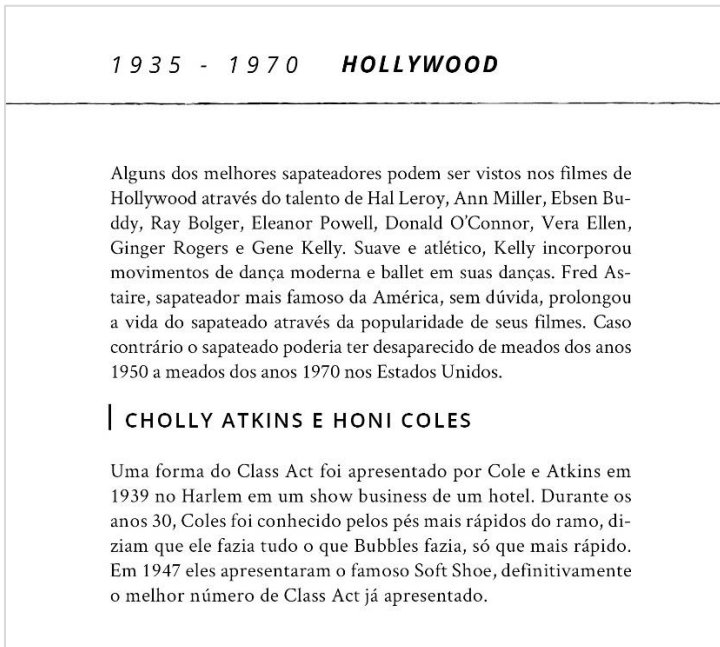 1935 - 1970 HOLLYWOOD
Alguns dos melhores sapateadores podem ser vistos nos filmes de
Hollywood através do talento de Hal Leroy, Ann Miller, Ebsen Bu-
ddy, Ray Bolger, Eleanor Powell, Donald O’Connor, Vera Ellen,
Ginger Rogers e Gene Kelly. Suave e atlético, Kelly incorporou
movimentos de dança moderna e ballet em suas danças. Fred As-
taire, sapateador mais famoso da América, sem dúvida, prolongou
a vida do sapateado através da popularidade de seus filmes. Caso
contrário o sapateado poderia ter desaparecido de meados dos anos
1950 a meados dos anos 1970 nos Estados Unidos.
CHOLLY ATKINS E HONI COLES
Uma forma do Class Act foi apresentado por Cole e Atkins em
1939 no Harlem em um show business de um hotel. Durante os
anos 30, Coles foi conhecido pelos pés mais rápidos do ramo, di-
ziam que ele fazia tudo o que Bubbles fazia, só que mais rápido.
Em 1947 eles apresentaram o famoso Soft Shoe, definitivamente
o melhor número de Class Act já apresentado.